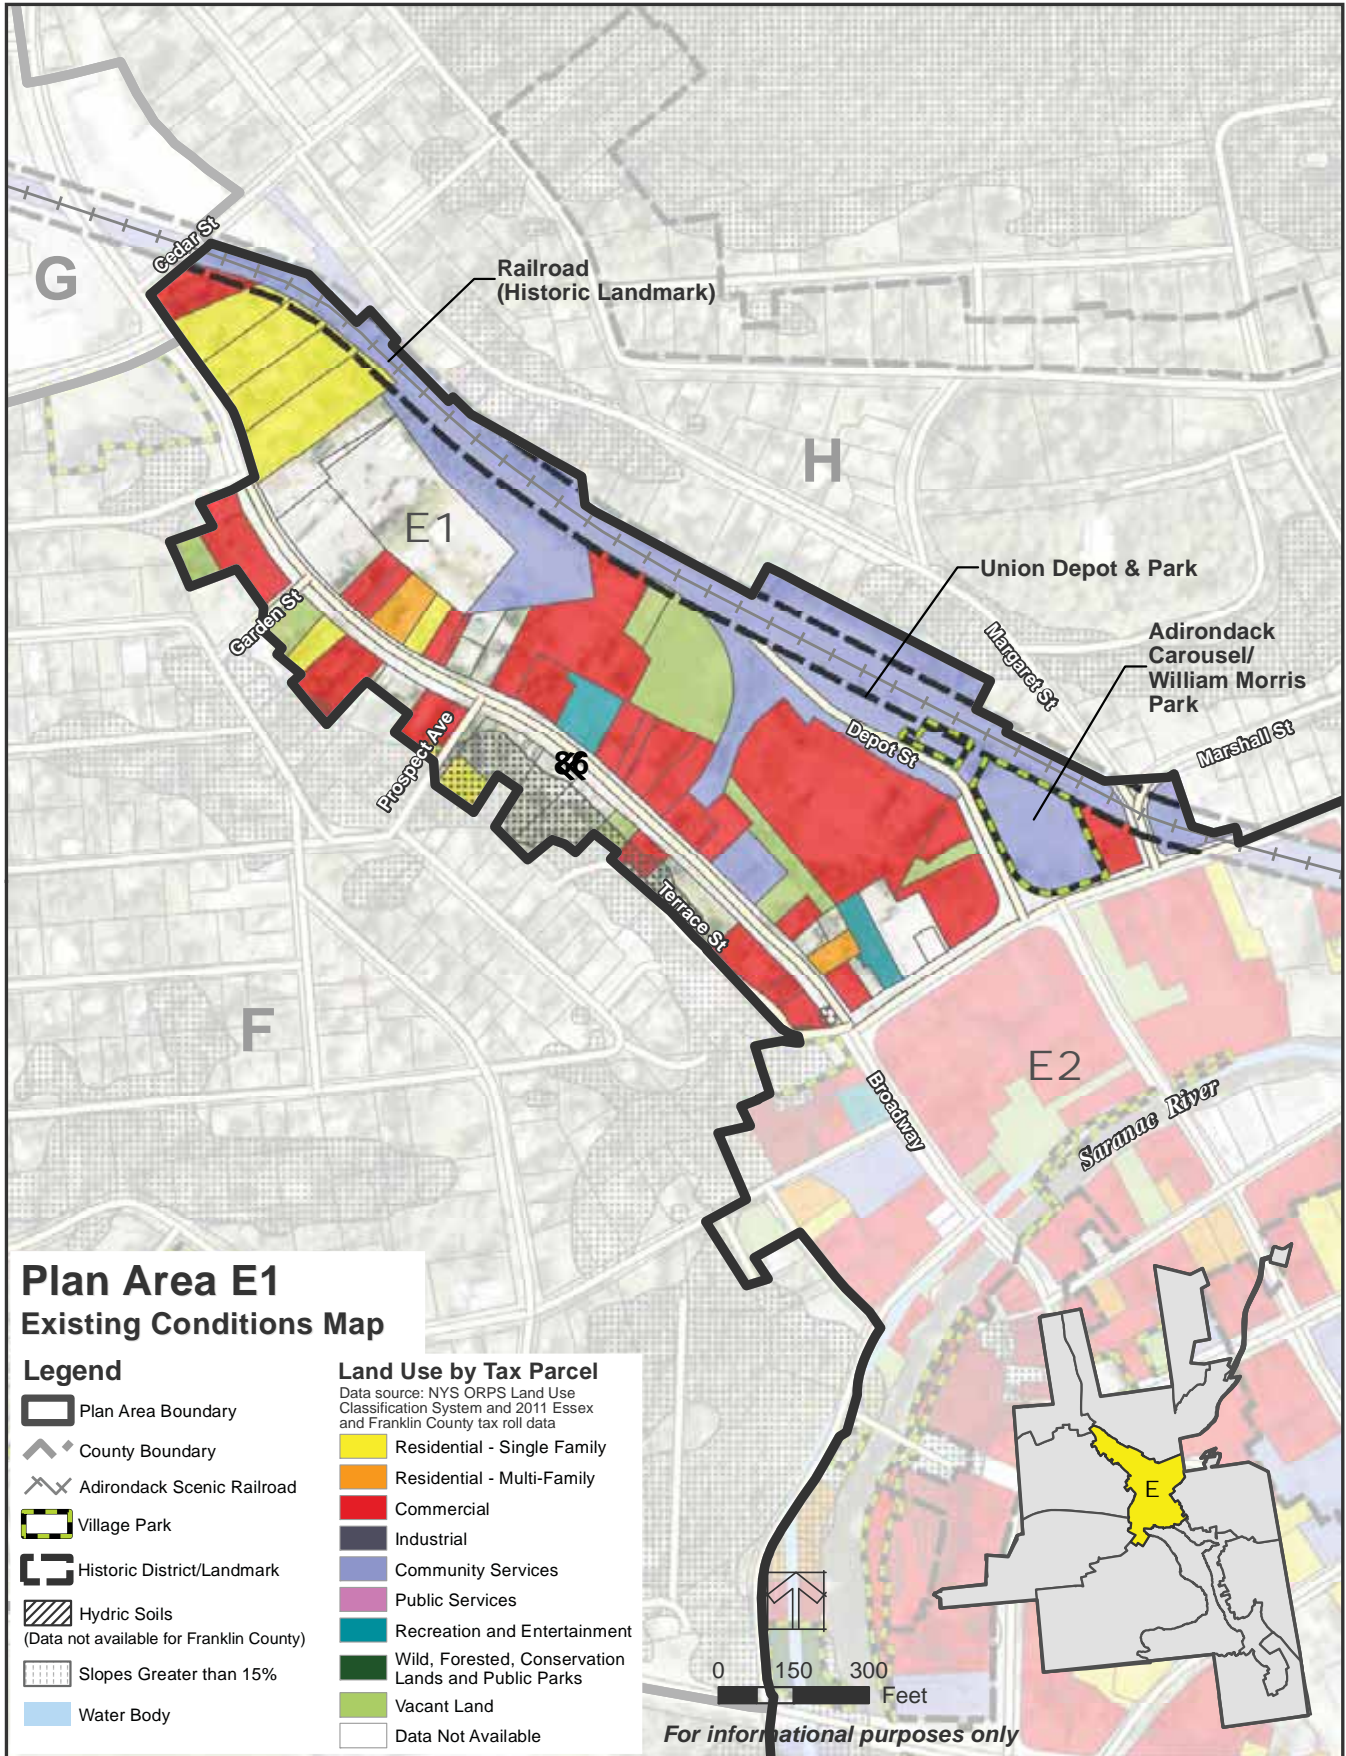 Cedar St
G
Railroad
(Historic Landmark)
H
E1
Union Depot & Park
Margaret St
Adirondack
Carousel/
William Morris
Park
Garden St
Prospect Ave
86
Depot St
Marshall St
Terrace St
F
E2
Broadway
Saranac River
Plan Area E1
Existing Conditions Map
Legend
Plan Area Boundary
County Boundary
Adirondack Scenic Railroad
Village Park
Historic District/Landmark
Hydric Soils
(Data not available for Franklin County)
Slopes Greater than 15%
Water Body
Land Use by Tax Parcel
Data source: NYS ORPS Land Use
Classification System and 2011 Essex
and Franklin County tax roll data
Residential - Single Family
Residential - Multi-Family
Commercial
Industrial
Community Services
Public Services
Recreation and Entertainment
Wild, Forested, Conservation
Lands and Public Parks
Vacant Land
Data Not Available
E
0 150 300
Feet
For informational purposes only